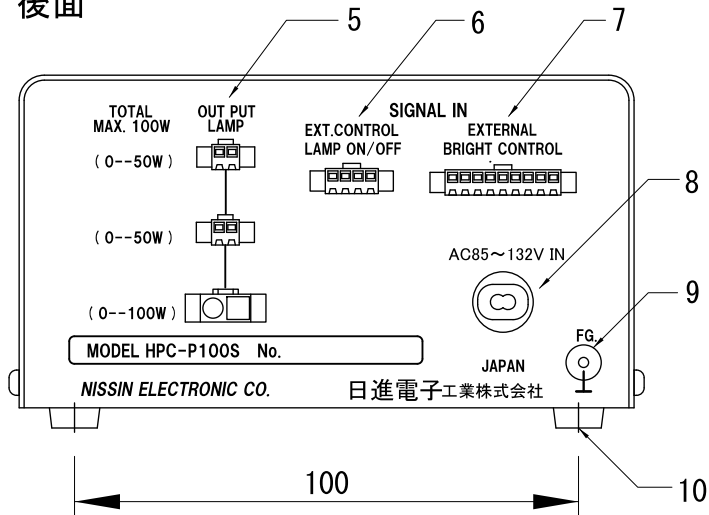 後面
5
6
7
TOTAL
MAX. 100W
OUT PUT
LAMP
SIGNAL IN
EXT.CONTROL
LAMP ON/OFF
EXTERNAL
BRIGHT CONTROL
( 0--50W )
8
( 0--50W )
AC85～132V IN
9
( 0--100W )
FG.
MODEL HPC-P100S No.
JAPAN
NISSIN ELECTRONIC CO.
日進電子工業株式会社
100
10